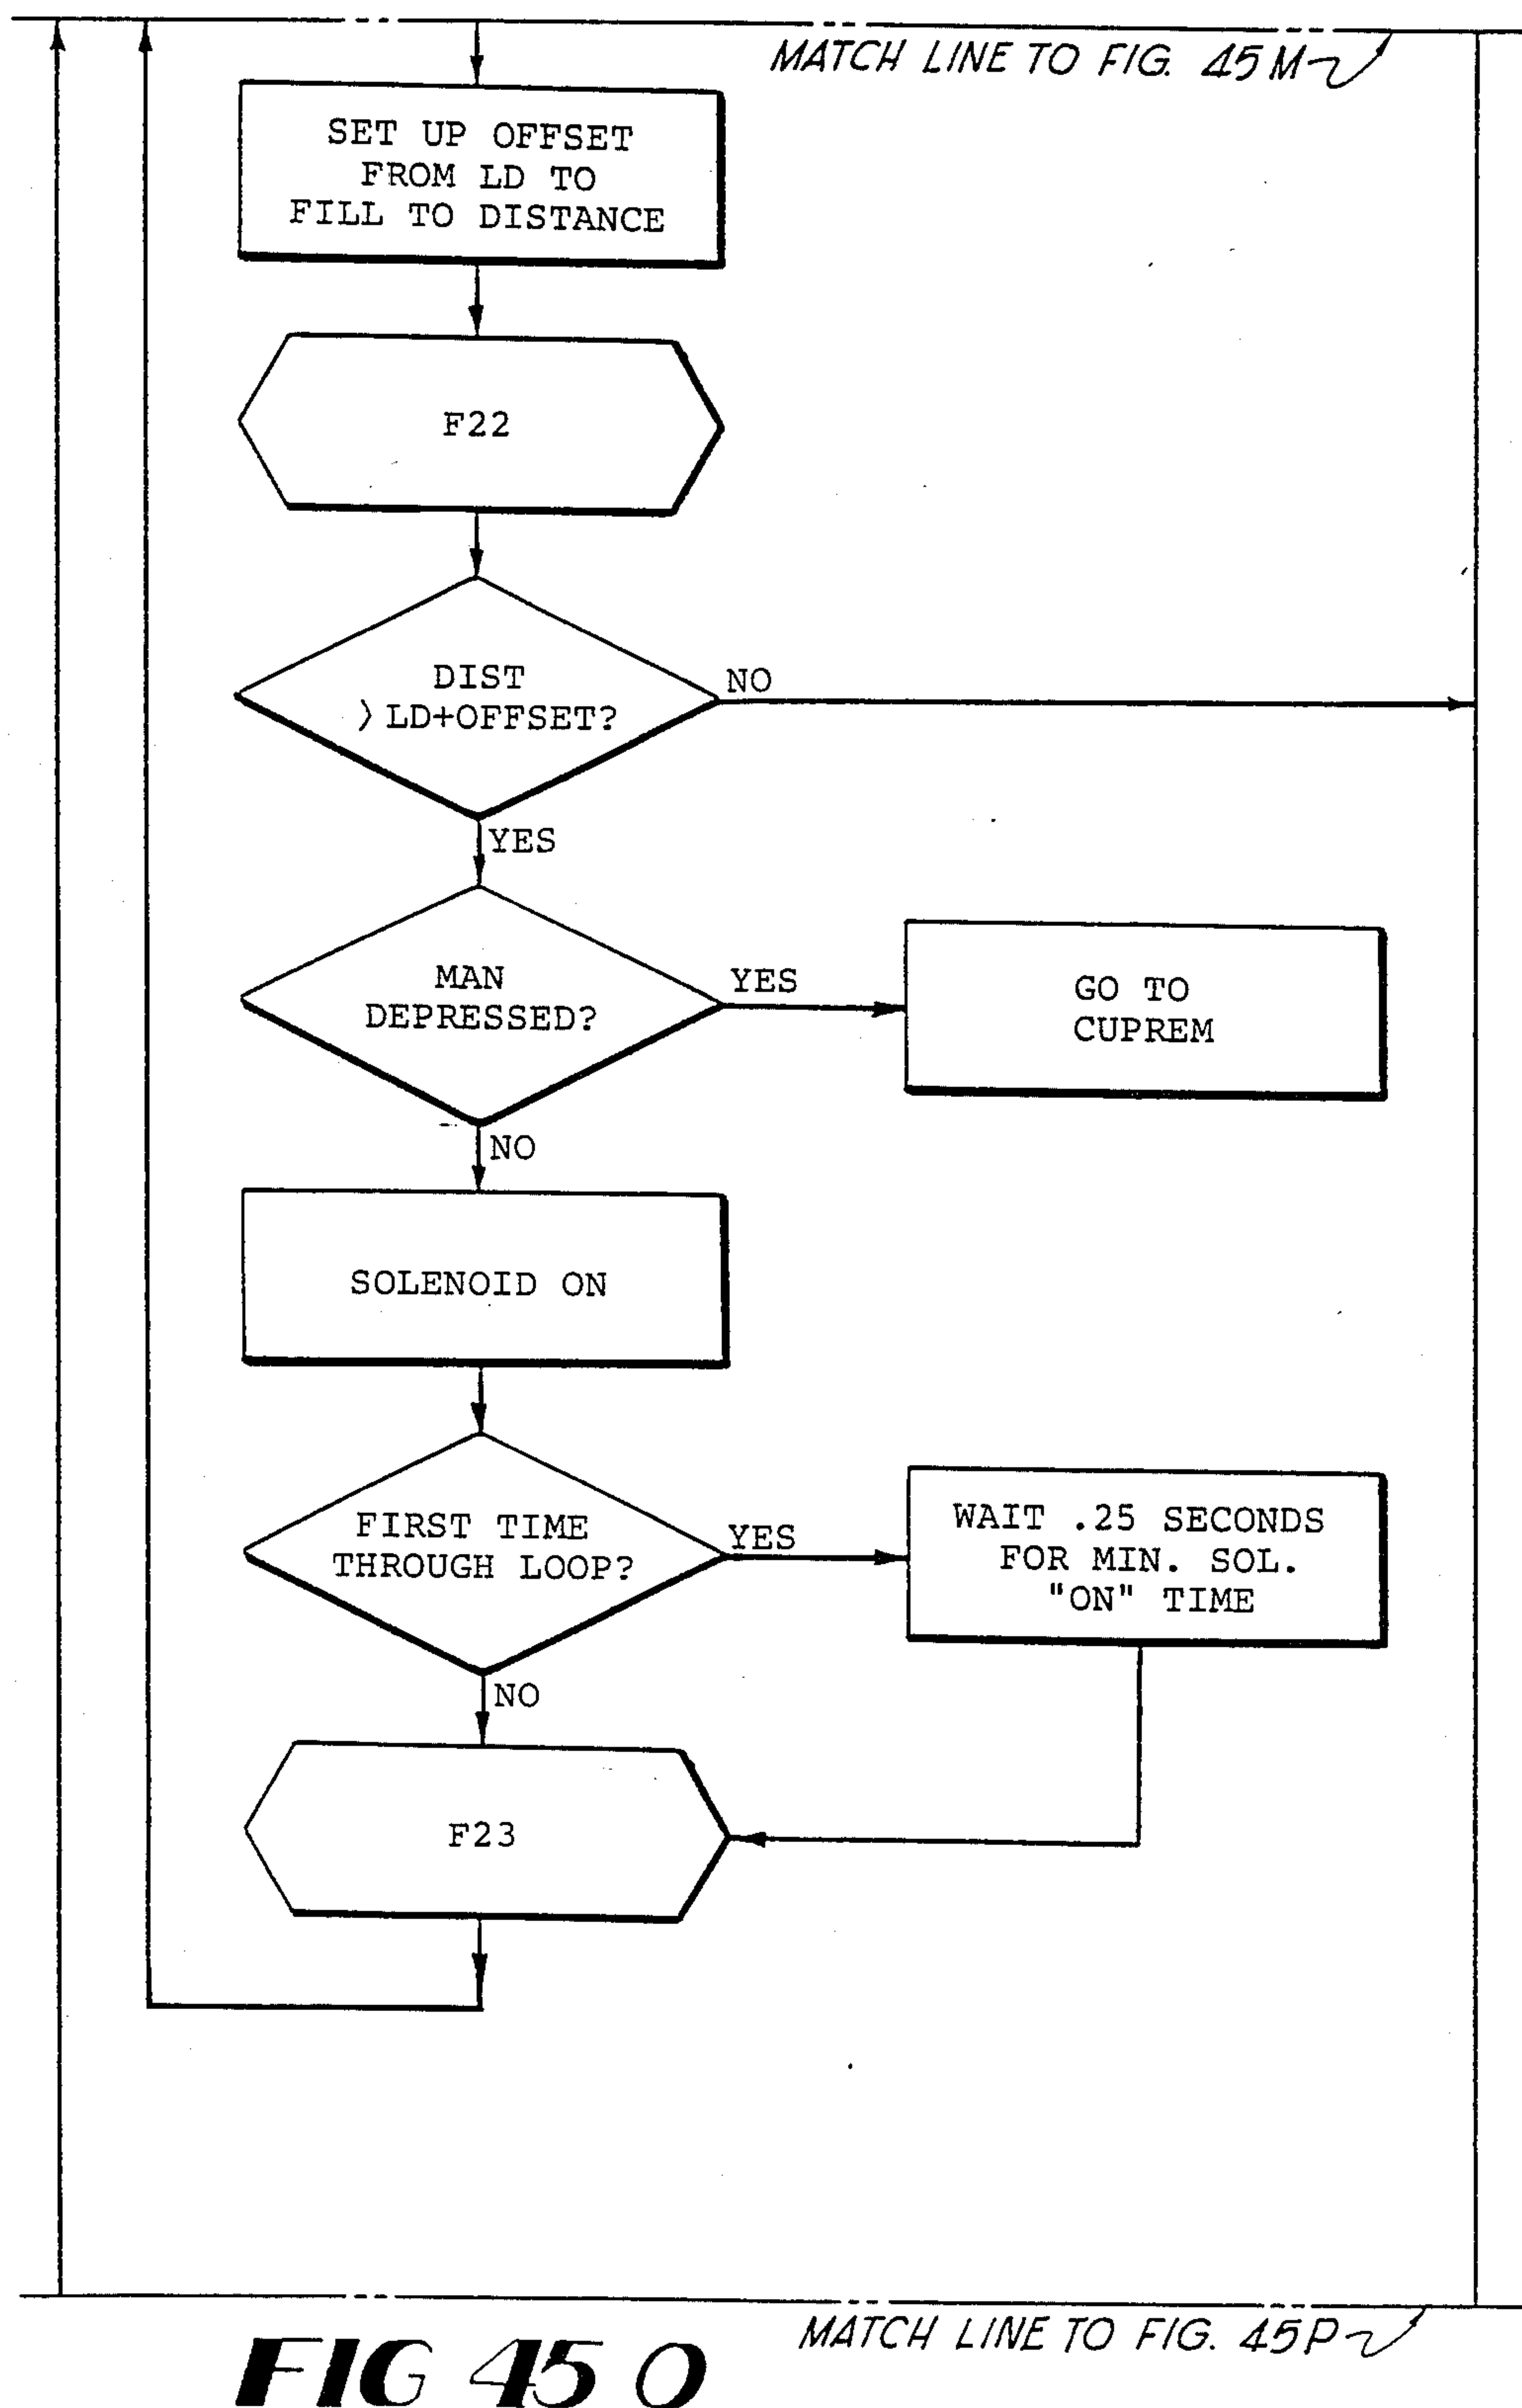 MATCH LINE TO FIG. 45M
SET UP OFFSET
FROM LD TO
FILL TO DISTANCE
F22
DIST
>LD+OFFSET?
NO
YES
MAN
DEPRESSED?
YES
GO TO
CUPREM
NO
SOLENOID ON
FIRST TIME
THROUGH LOOP?
YES
WAIT .25 SECONDS
FOR MIN. SOL.
"ON" TIME
NO
F23
MATCH LINE TO FIG. 45P
FIG 45 O